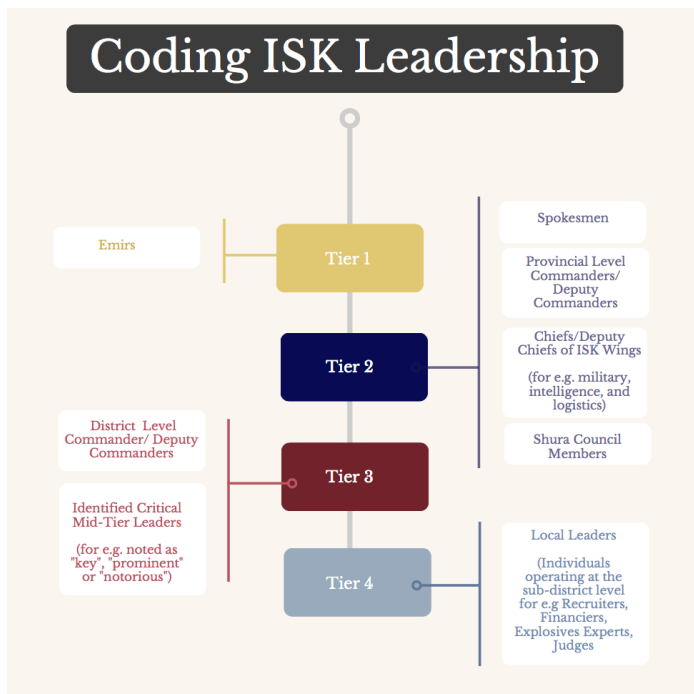 Coding ISK Leadership
Emirs
Tier 1
Spokesmen
Provincial Level
Commanders/
Deputy
Commanders
Tier 2
Chiefs/Deputy
Chiefs of ISK Wings
(for e.g. military,
intelligence, and
logistics)
Shura Council
Members
District Level
Commander/ Deputy
Commanders
Tier 3
Identified Critical
Mid-Tier Leaders
(for e.g. noted as
"key", "prominent"
or "notorious")
Tier 4
Local Leaders
(Individuals
operating at the
sub-district level
for e.g Recruiters,
Financiers,
Explosives Experts,
Judges